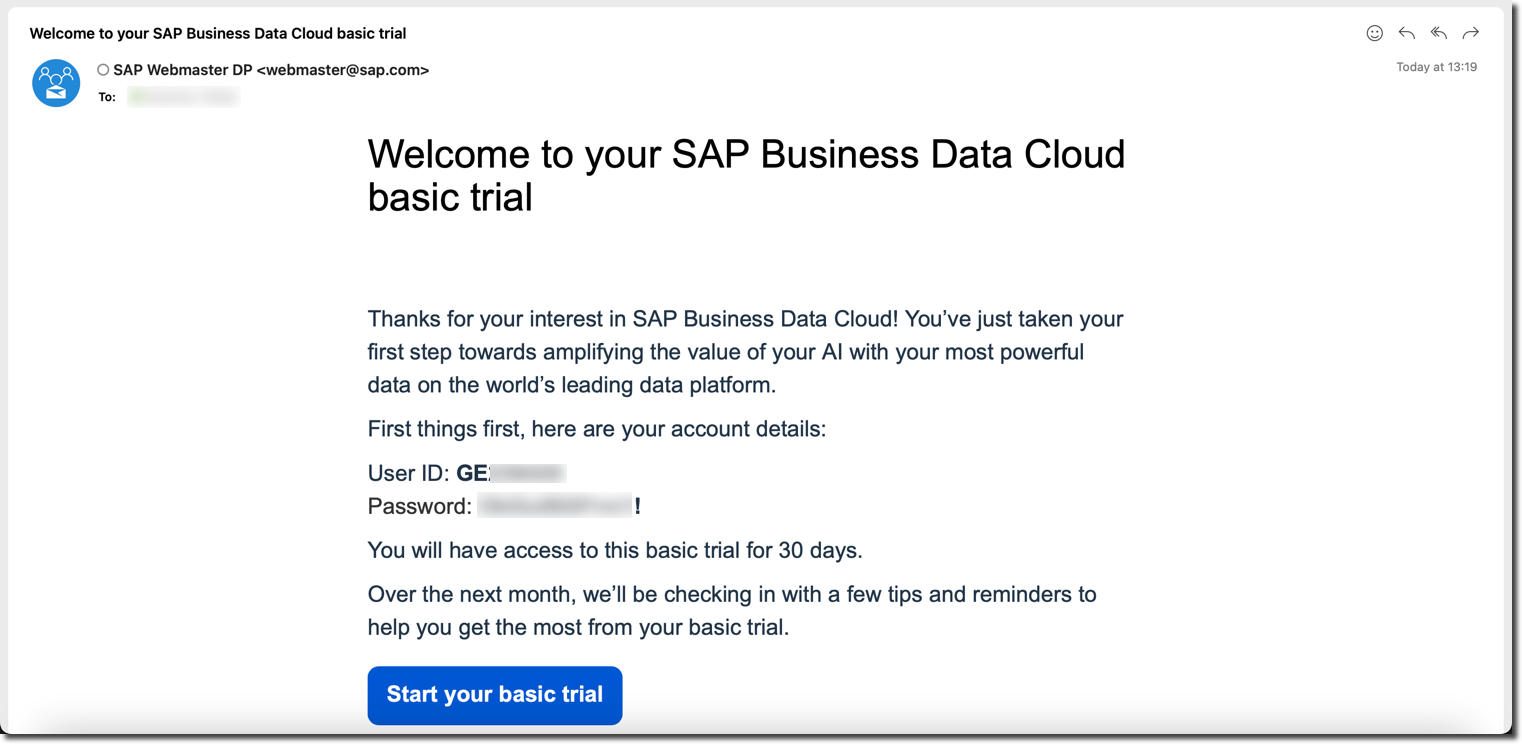 Welcome to your SAP Business Data Cloud basic trial
SAP Webmaster DP <webmaster@sap.com>
Today at 13:19
To:
Welcome to your SAP Business Data Cloud
basic trial
Thanks for your interest in SAP Business Data Cloud! You’ve just taken your
first step towards amplifying the value of your AI with your most powerful
data on the world’s leading data platform.
First things first, here are your account details:
User ID: GE
Password: !
You will have access to this basic trial for 30 days.
Over the next month, we’ll be checking in with a few tips and reminders to
help you get the most from your basic trial.
Start your basic trial